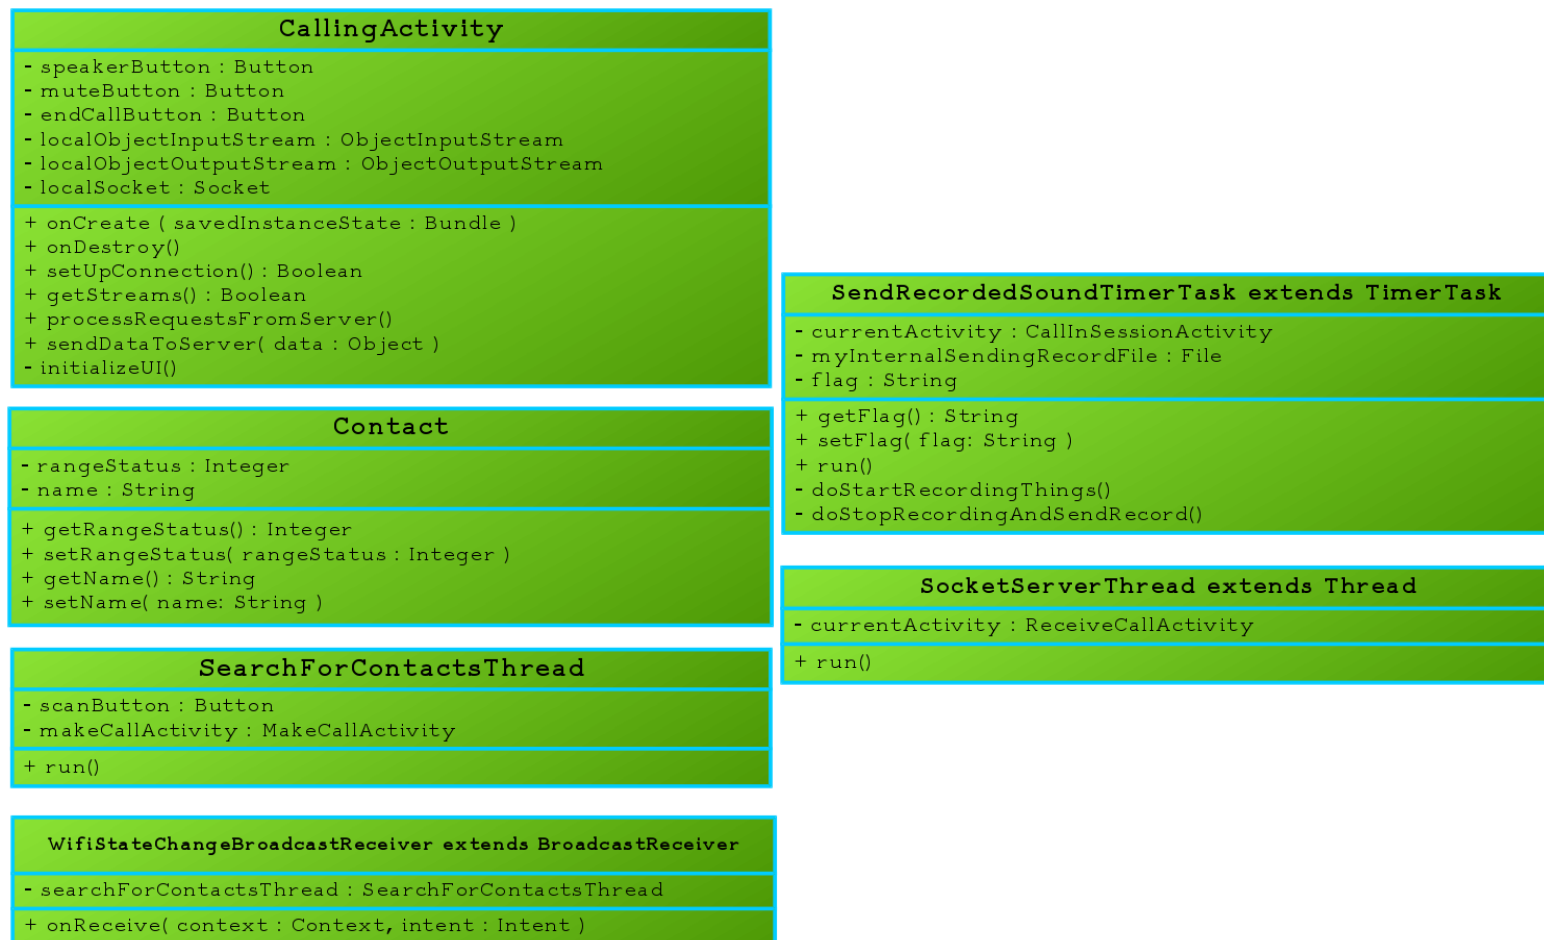 CallingActivity
- speakerButton : Button
- muteButton : Button
- endCallButton : Button
- localObjectInputStream : ObjectInputStream
- localObjectOutputStream : ObjectOutputStream
- localSocket : Socket
+ onCreate ( savedInstanceState : Bundle )
+ onDestroy()
+ setUpConnection() : Boolean
+ getStreams() : Boolean
+ processRequestsFromServer()
+ sendDataToServer( data : Object )
- initializeUI()
Contact
- rangeStatus : Integer
- name : String
+ getRangeStatus() : Integer
+ setRangeStatus( rangeStatus : Integer )
+ getName() : String
+ setName( name: String )
SearchForContactsThread
- scanButton : Button
- makeCallActivity : MakeCallActivity
+ run()
WifiStateChangeBroadcastReceiver extends BroadcastReceiver
- searchForContactsThread : SearchForContactsThread
+ onReceive( context : Context, intent : Intent )
SendRecordedSoundTimerTask extends TimerTask
- currentActivity : CallInSessionActivity
- myInternalSendingRecordFile : File
- flag : String
+ getFlag() : String
+ setFlag( flag: String )
+ run()
- doStartRecordingThings()
- doStopRecordingAndSendRecord()
SocketServerThread extends Thread
- currentActivity : ReceiveCallActivity
+ run()